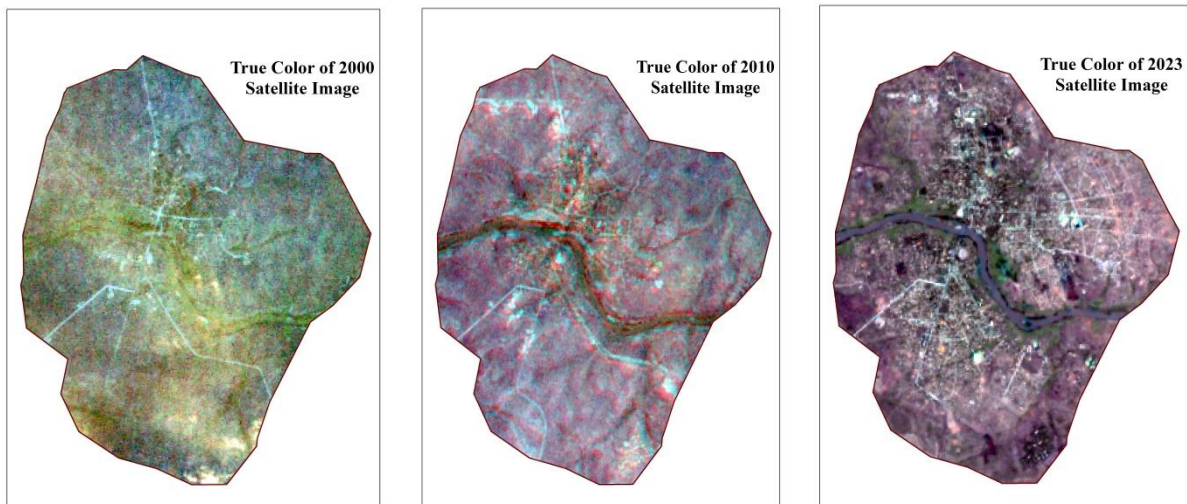 True Color of 2000
Satellite Image
True Color of 2010
Satellite Image
True Color of 2023
Satellite Image